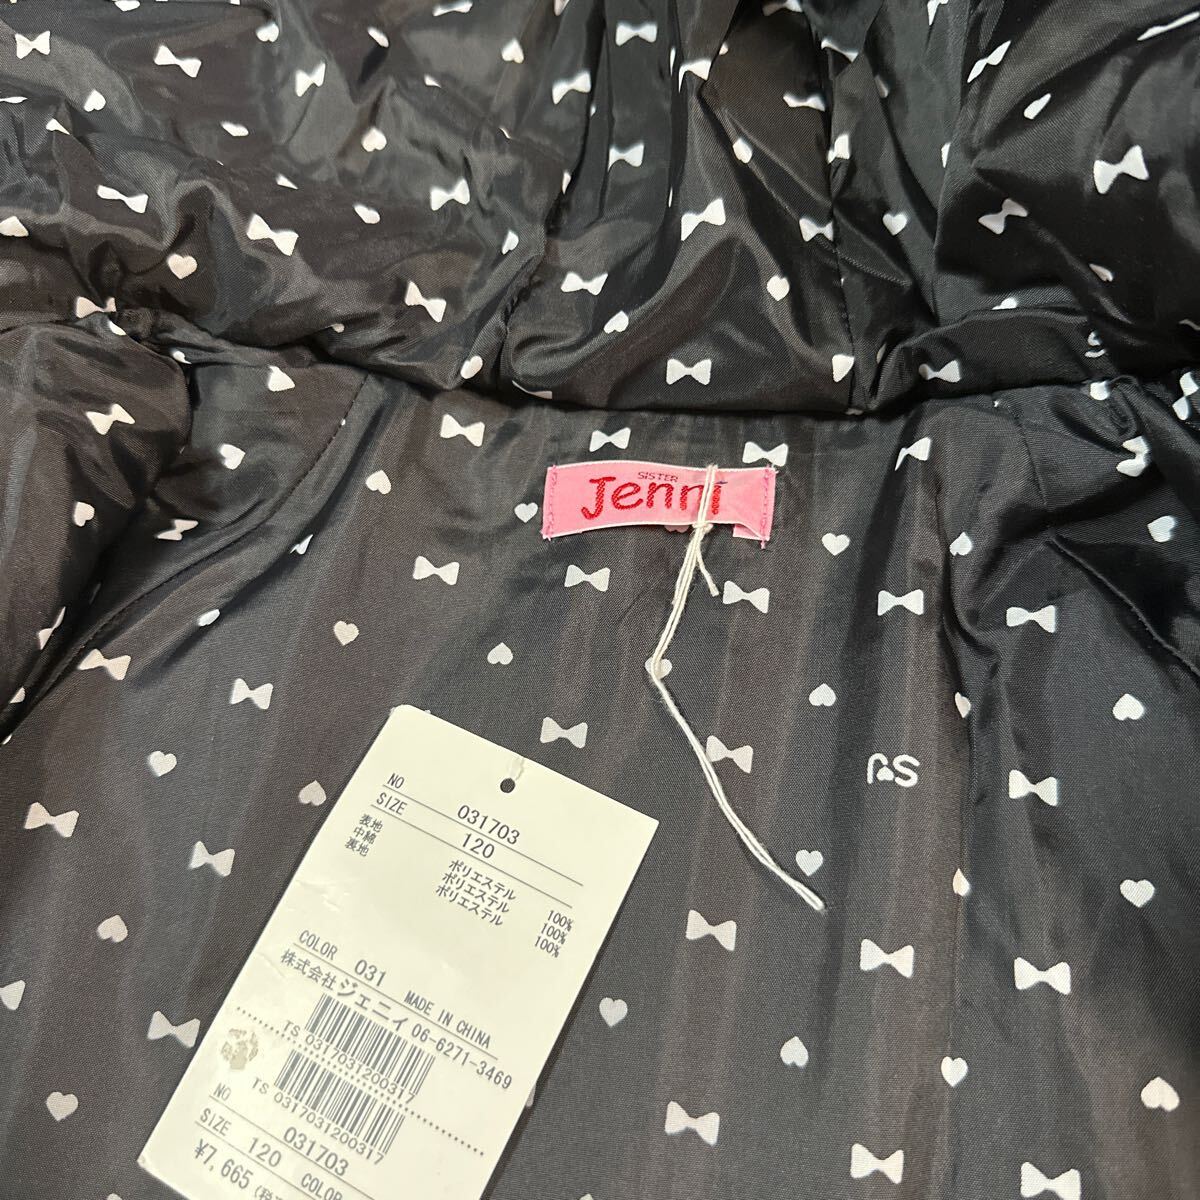 SISTER
Jenni
ЯS
NO 031703
SIZE 120
表地 ポリエステル 100%
中綿 ポリエステル 100%
裏地 ポリエステル 100%
COLOR 031 MADE IN CHINA
株式会社ジェニィ 06-6271-3469
TS 0317031200317
TS 0317031200317
NO 031703
SIZE 120 COLOR
¥7,665